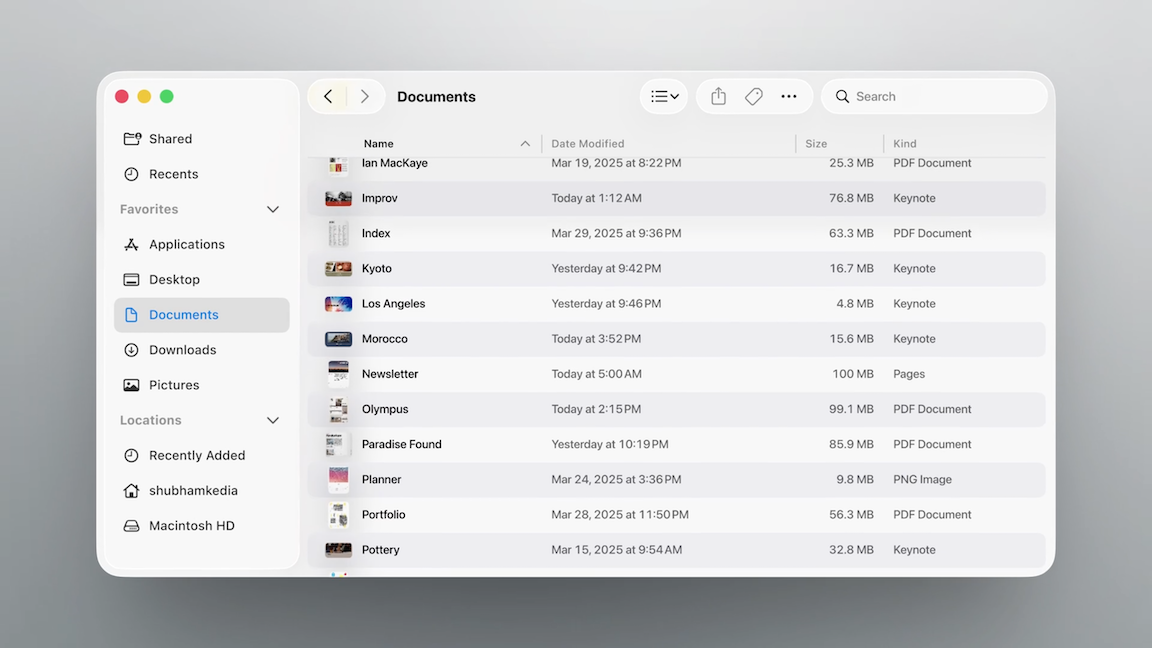 Documents
Search
Shared
Recents
Favorites
Applications
Desktop
Documents
Downloads
Pictures
Locations
Recently Added
shubhamkedia
Macintosh HD
Name Date Modified Size Kind
Ian MacKaye Mar 19, 2025 at 8:22 PM 25.3 MB PDF Document
Improv Today at 1:12 AM 76.8 MB Keynote
Index Mar 29, 2025 at 9:36 PM 63.3 MB PDF Document
Kyoto Yesterday at 9:42 PM 16.7 MB Keynote
Los Angeles Yesterday at 9:46 PM 4.8 MB Keynote
Morocco Today at 3:52 PM 15.6 MB Keynote
Newsletter Today at 5:00 AM 100 MB Pages
Olympus Today at 2:15 PM 99.1 MB PDF Document
Paradise Found Yesterday at 10:19 PM 85.9 MB PDF Document
Planner Mar 24, 2025 at 3:36 PM 9.8 MB PNG Image
Portfolio Mar 28, 2025 at 11:50 PM 56.3 MB PDF Document
Pottery Mar 15, 2025 at 9:54 AM 32.8 MB Keynote